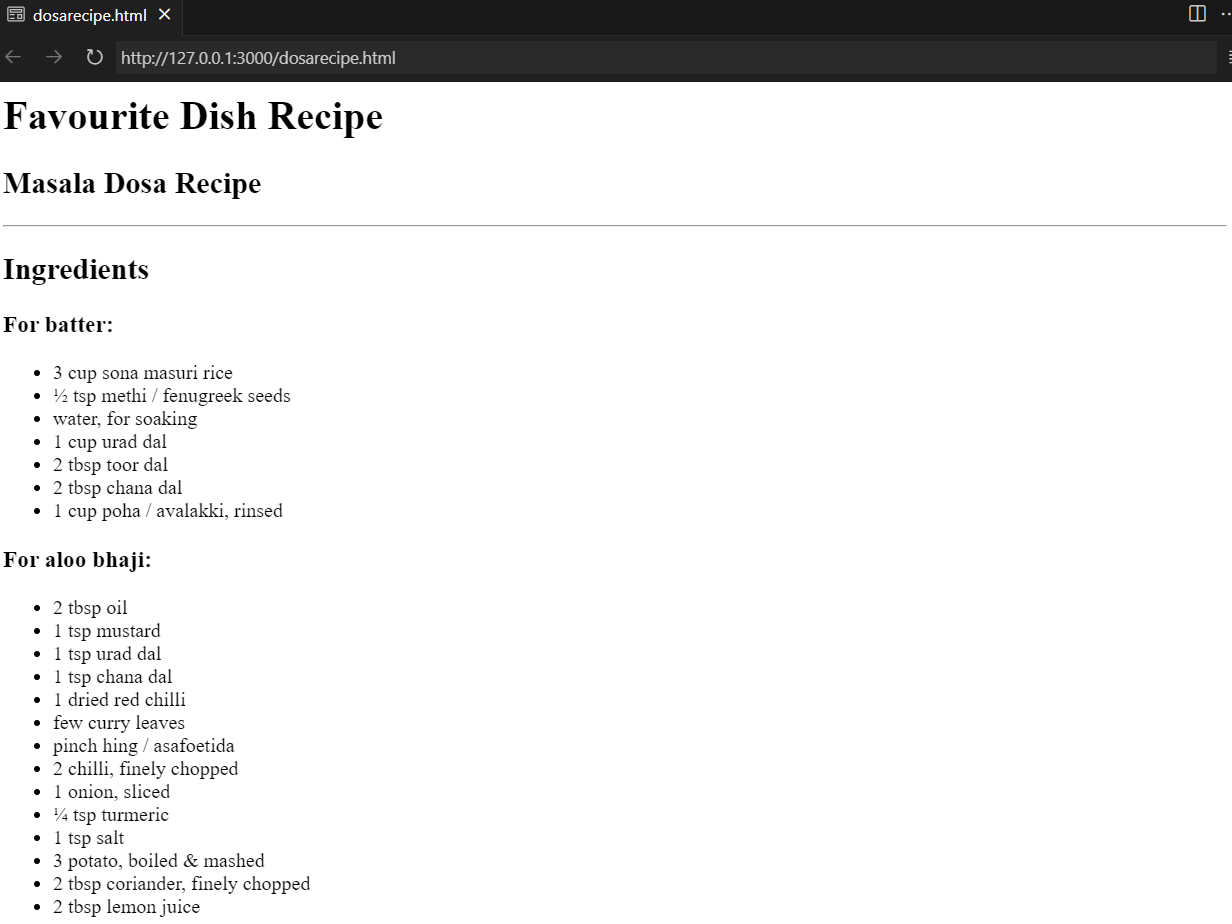 dosarecipe.html
http://127.0.0.1:3000/dosarecipe.html
Favourite Dish Recipe
Masala Dosa Recipe
Ingredients
For batter:
3 cup sona masuri rice
½ tsp methi / fenugreek seeds
water, for soaking
1 cup urad dal
2 tbsp toor dal
2 tbsp chana dal
1 cup poha / avalakki, rinsed
For aloo bhaji:
2 tbsp oil
1 tsp mustard
1 tsp urad dal
1 tsp chana dal
1 dried red chilli
few curry leaves
pinch hing / asafoetida
2 chilli, finely chopped
1 onion, sliced
¼ tsp turmeric
1 tsp salt
3 potato, boiled & mashed
2 tbsp coriander, finely chopped
2 tbsp lemon juice